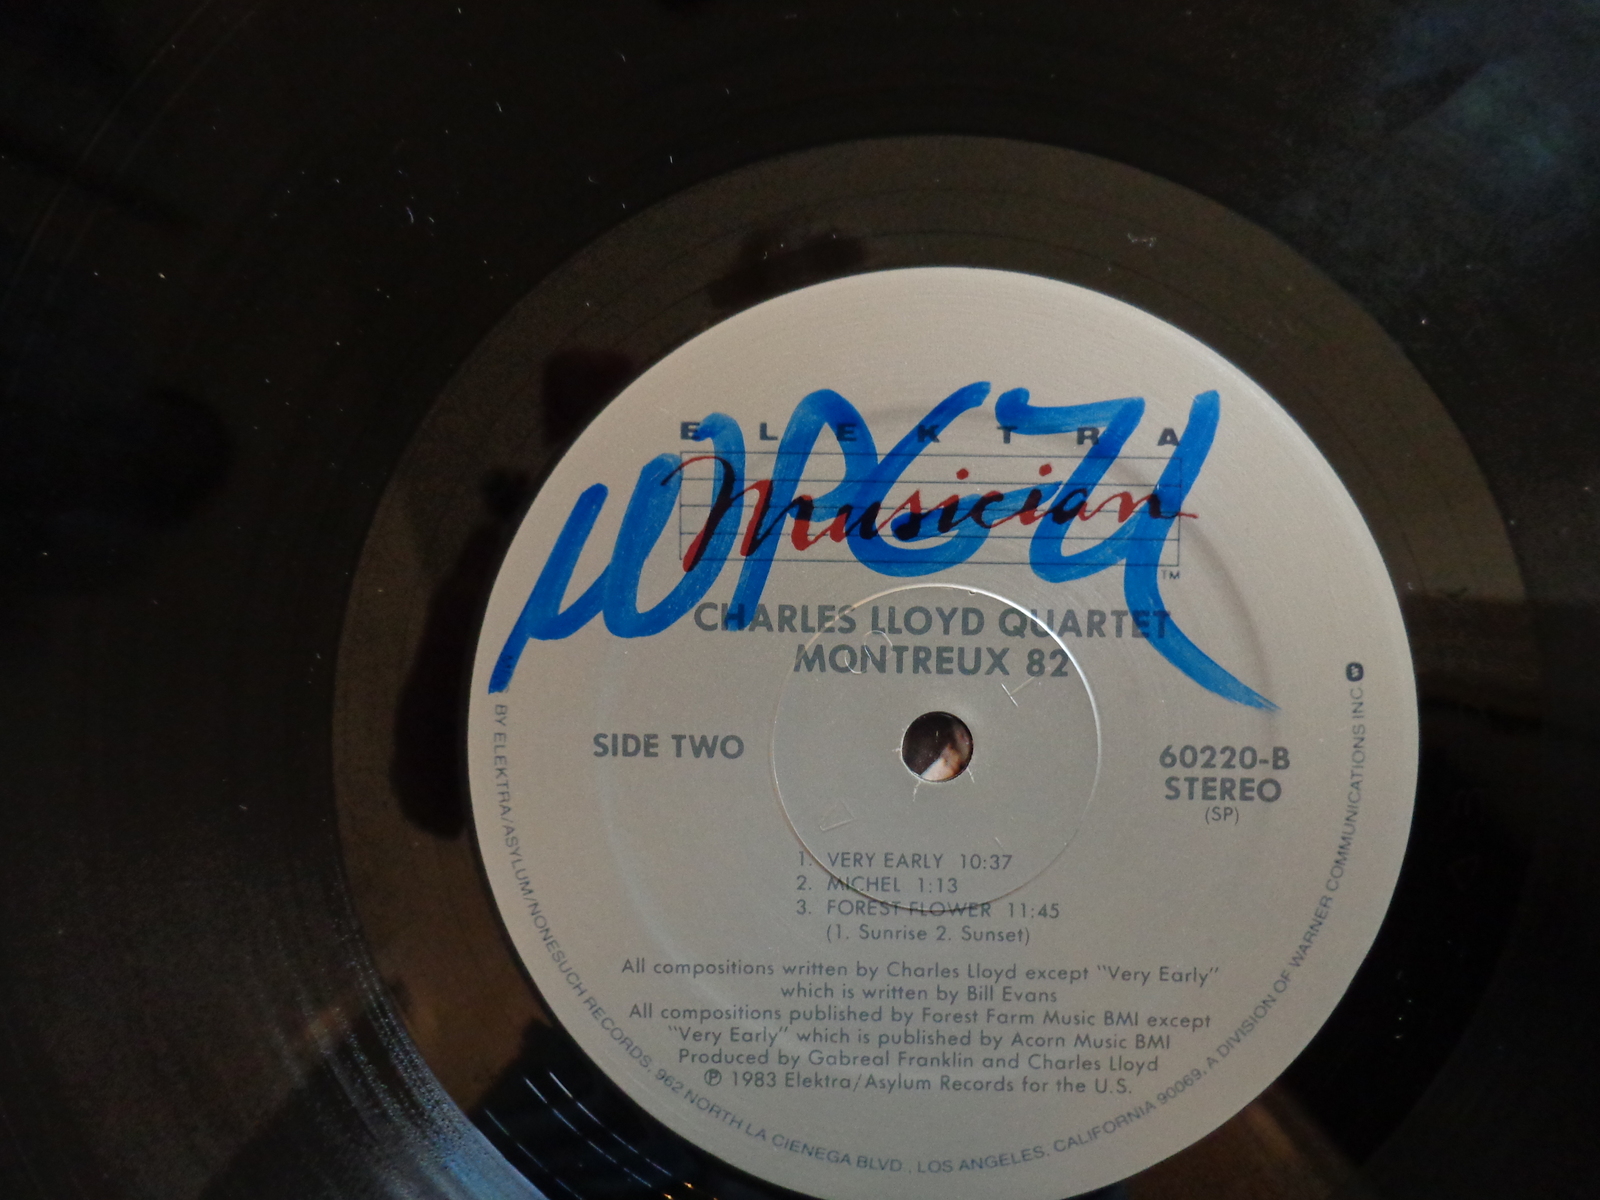 WPGU
ELEKTRA
Musician
TM
CHARLES LLOYD QUARTET
MONTREUX 82
SIDE TWO
60220-B
STEREO
(SP)
1. VERY EARLY 10:37
2. MICHEL 1:13
3. FOREST FLOWER 11:45
(1. Sunrise 2. Sunset)
All compositions written by Charles Lloyd except "Very Early"
which is written by Bill Evans
All compositions published by Forest Farm Music BMI except
"Very Early" which is published by Acorn Music BMI
Produced by Gabreal Franklin and Charles Lloyd
℗ 1983 Elektra/Asylum Records for the U.S.
BY ELEKTRA/ASYLUM/NONESUCH RECORDS, 962 NORTH LA CIENEGA BLVD., LOS ANGELES, CALIFORNIA 90069, A DIVISION OF WARNER COMMUNICATIONS INC